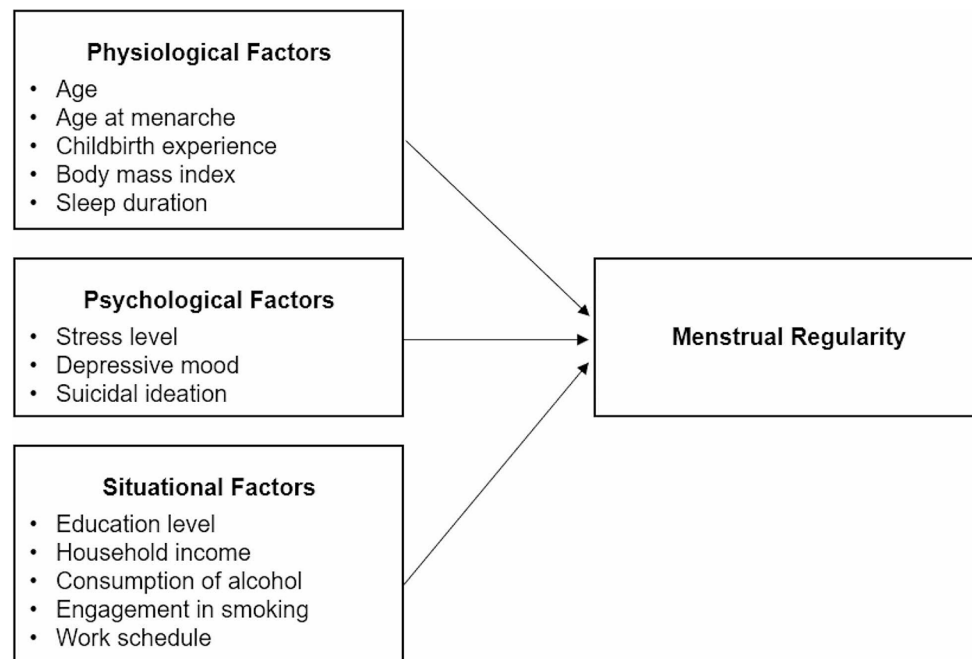 Physiological Factors
• Age
• Age at menarche
• Childbirth experience
• Body mass index
• Sleep duration
Psychological Factors
• Stress level
• Depressive mood
• Suicidal ideation
Menstrual Regularity
Situational Factors
• Education level
• Household income
• Consumption of alcohol
• Engagement in smoking
• Work schedule